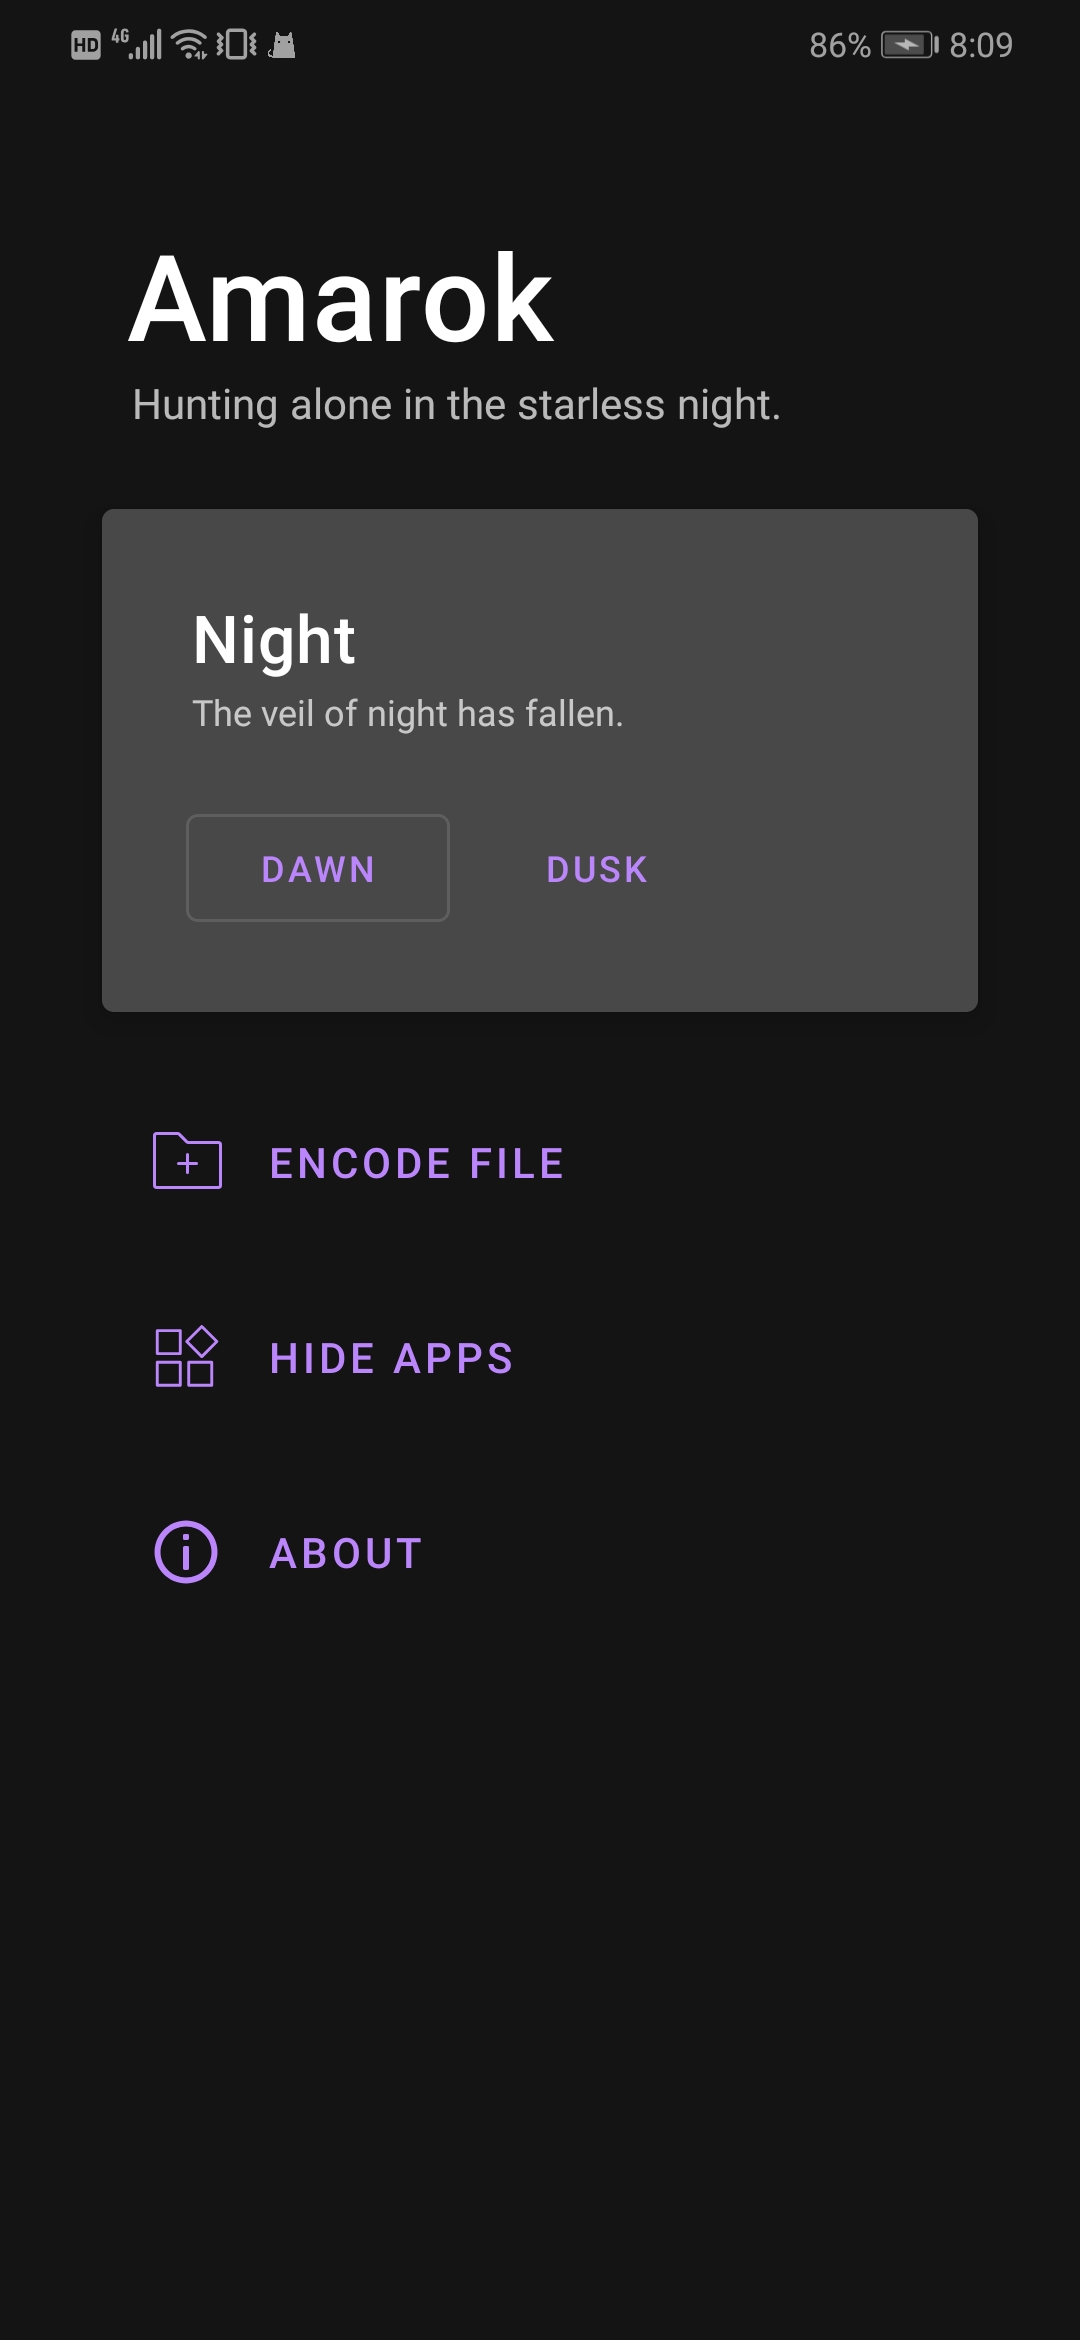 HD 4G 86% 8:09
Amarok
Hunting alone in the starless night.
Night
The veil of night has fallen.
DAWN DUSK
ENCODE FILE
HIDE APPS
ABOUT